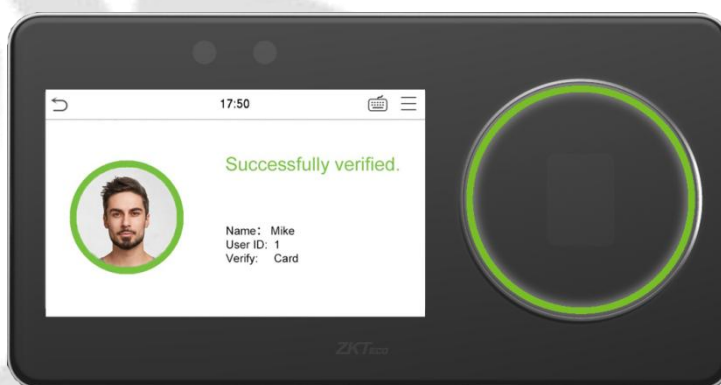 17:50
Successfully verified.
Name: Mike
User ID: 1
Verify: Card
ZKTeco